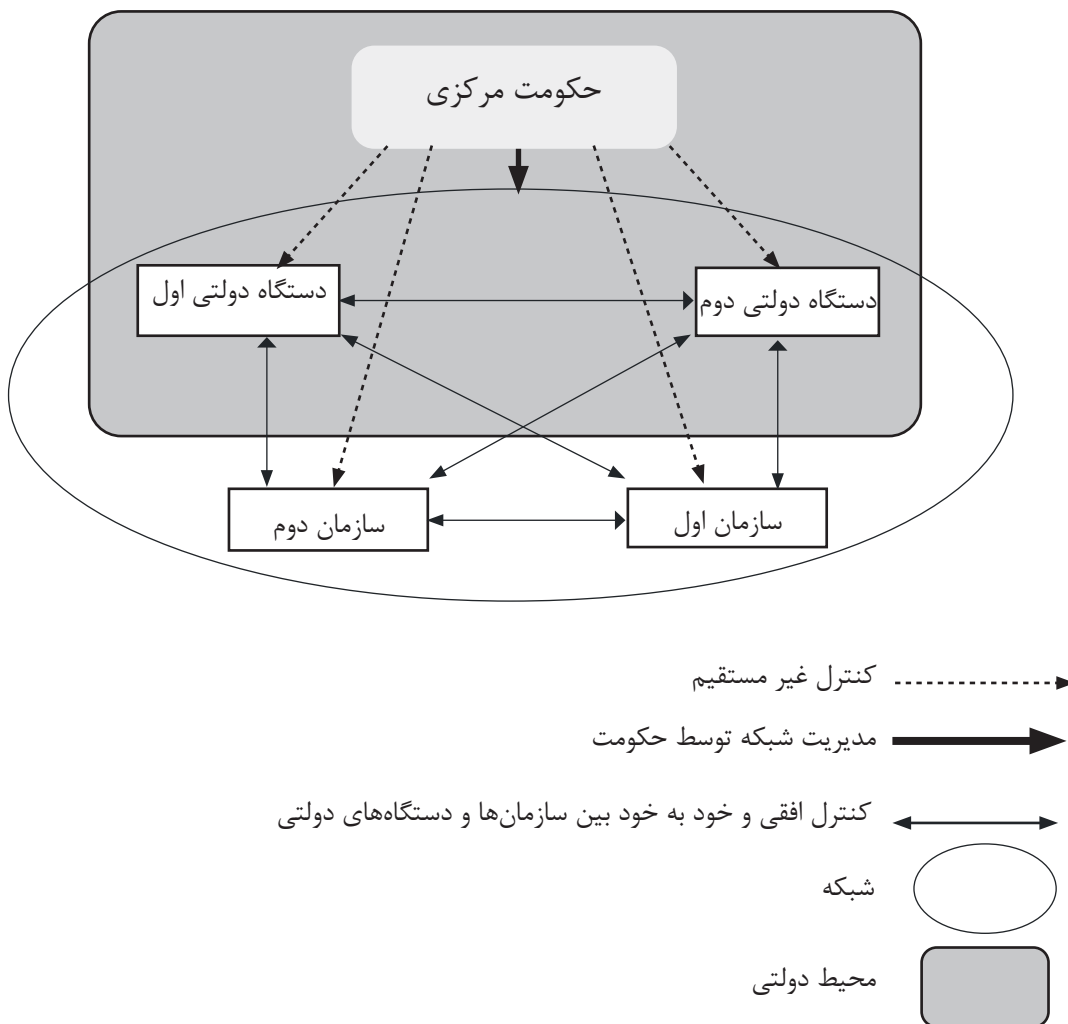 حکومت مرکزی
دستگاه دولتی دوم
دستگاه دولتی اول
سازمان اول
سازمان دوم
کنترل غیر مستقیم
مدیریت شبکه توسط حکومت
کنترل افقی و خود به خود بین سازمان‌ها و دستگاه‌های دولتی
شبکه
محیط دولتی